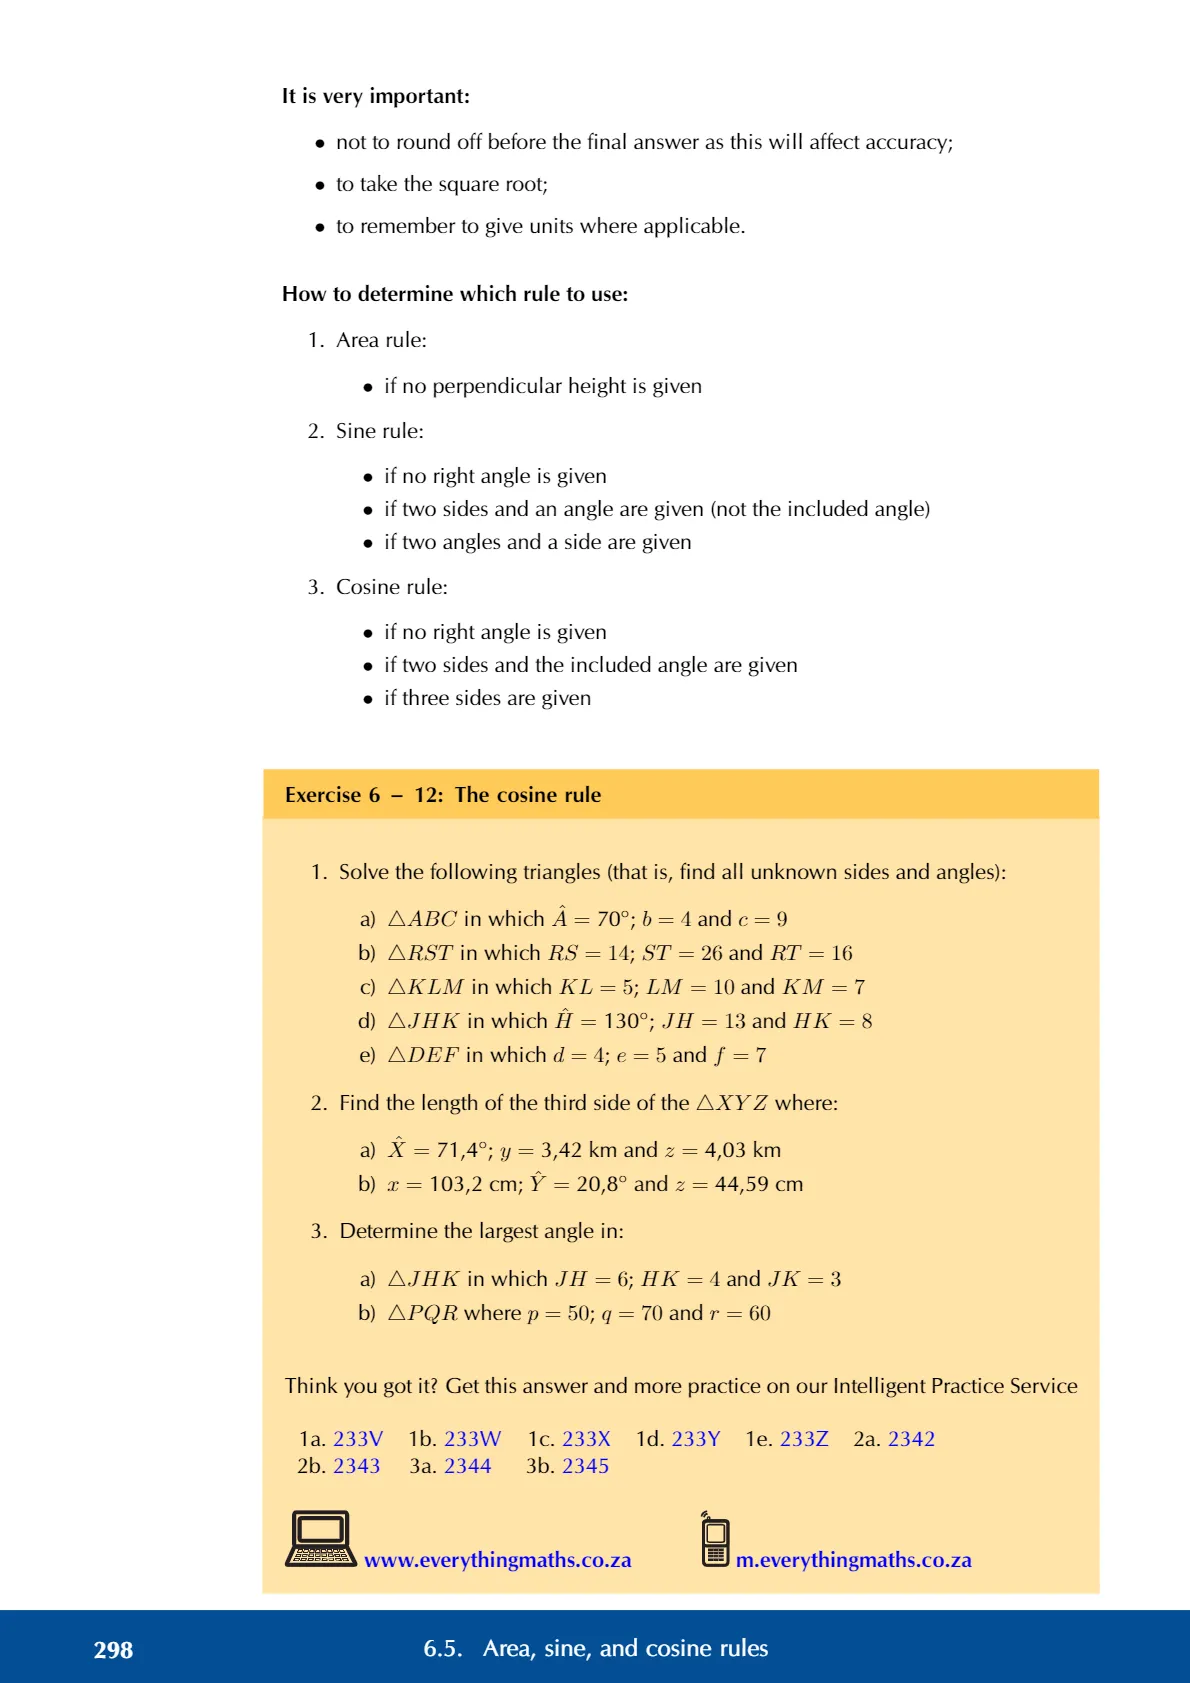 It is very important:
• not to round off before the final answer as this will affect accuracy;
• to take the square root;
• to remember to give units where applicable.
How to determine which rule to use:
1. Area rule:
• if no perpendicular height is given
2. Sine rule:
• if no right angle is given
• if two sides and an angle are given (not the included angle)
• if two angles and a side are given
3. Cosine rule:
• if no right angle is given
• if two sides and the included angle are given
• if three sides are given
Exercise 6 – 12: The cosine rule
1. Solve the following triangles (that is, find all unknown sides and angles):
a) △ABC in which Â = 70°; b = 4 and c = 9
b) △RST in which RS = 14; ST = 26 and RT = 16
c) △KLM in which KL = 5; LM = 10 and KM = 7
d) △JHK in which Ĥ = 130°; JH = 13 and HK = 8
e) △DEF in which d = 4; e = 5 and f = 7
2. Find the length of the third side of the △XYZ where:
a) X̂ = 71,4°; y = 3,42 km and z = 4,03 km
b) x = 103,2 cm; Ŷ = 20,8° and z = 44,59 cm
3. Determine the largest angle in:
a) △JHK in which JH = 6; HK = 4 and JK = 3
b) △PQR where p = 50; q = 70 and r = 60
Think you got it? Get this answer and more practice on our Intelligent Practice Service
1a. 233V 1b. 233W 1c. 233X 1d. 233Y 1e. 233Z 2a. 2342
2b. 2343 3a. 2344 3b. 2345
www.everythingmaths.co.za m.everythingmaths.co.za
298 6.5. Area, sine, and cosine rules